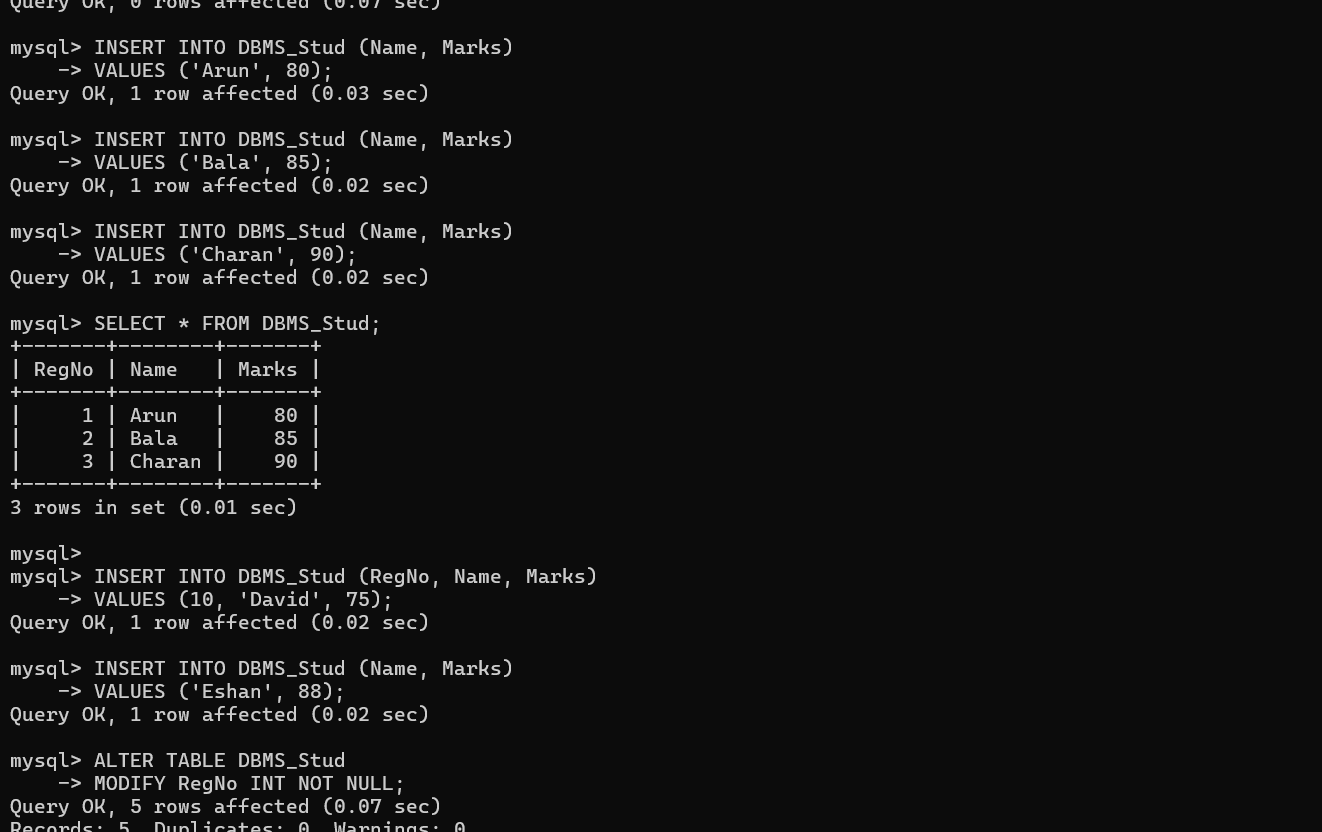 Query OK, 0 rows affected (0.07 sec)
mysql> INSERT INTO DBMS_Stud (Name, Marks)
    -> VALUES ('Arun', 80);
Query OK, 1 row affected (0.03 sec)
mysql> INSERT INTO DBMS_Stud (Name, Marks)
    -> VALUES ('Bala', 85);
Query OK, 1 row affected (0.02 sec)
mysql> INSERT INTO DBMS_Stud (Name, Marks)
    -> VALUES ('Charan', 90);
Query OK, 1 row affected (0.02 sec)
mysql> SELECT * FROM DBMS_Stud;
+-------+--------+-------+
| RegNo | Name   | Marks |
+-------+--------+-------+
|     1 | Arun   |    80 |
|     2 | Bala   |    85 |
|     3 | Charan |    90 |
+-------+--------+-------+
3 rows in set (0.01 sec)
mysql>
mysql> INSERT INTO DBMS_Stud (RegNo, Name, Marks)
    -> VALUES (10, 'David', 75);
Query OK, 1 row affected (0.02 sec)
mysql> INSERT INTO DBMS_Stud (Name, Marks)
    -> VALUES ('Eshan', 88);
Query OK, 1 row affected (0.02 sec)
mysql> ALTER TABLE DBMS_Stud
    -> MODIFY RegNo INT NOT NULL;
Query OK, 5 rows affected (0.07 sec)
Records: 5  Duplicates: 0  Warnings: 0